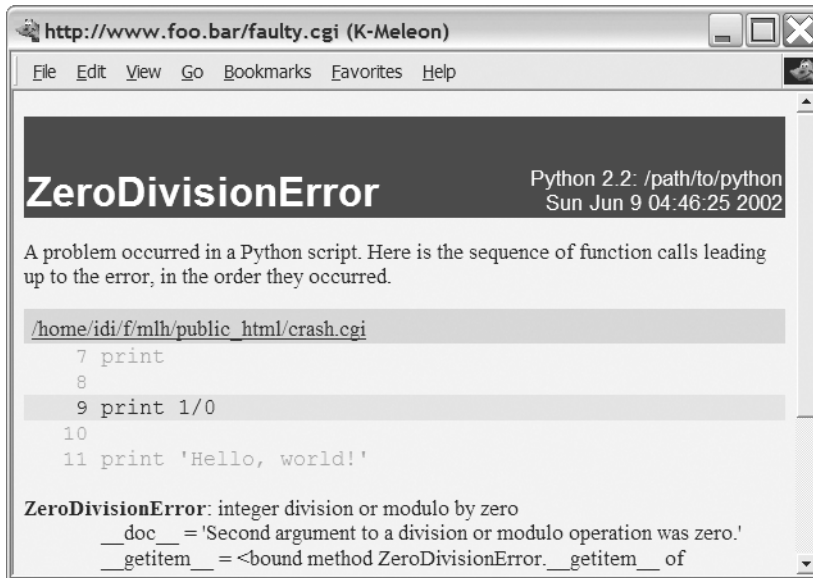 http://www.foo.bar/faulty.cgi (K-Meleon)
File Edit View Go Bookmarks Favorites Help
ZeroDivisionError
Python 2.2: /path/to/python
Sun Jun 9 04:46:25 2002
A problem occurred in a Python script. Here is the sequence of function calls leading
up to the error, in the order they occurred.
/home/idi/f/mlh/public_html/crash.cgi
7 print
8
9 print 1/0
10
11 print 'Hello, world!'
ZeroDivisionError: integer division or modulo by zero
__doc__ = 'Second argument to a division or modulo operation was zero.'
__getitem__ = <bound method ZeroDivisionError.__getitem__ of